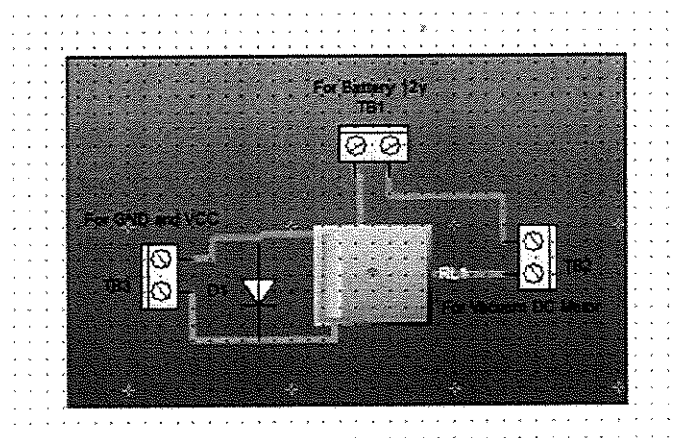 For Battery 12v
TB1
For GND and VCC
TB3
D1
RL1
TB2
For Vacuum DC Motor